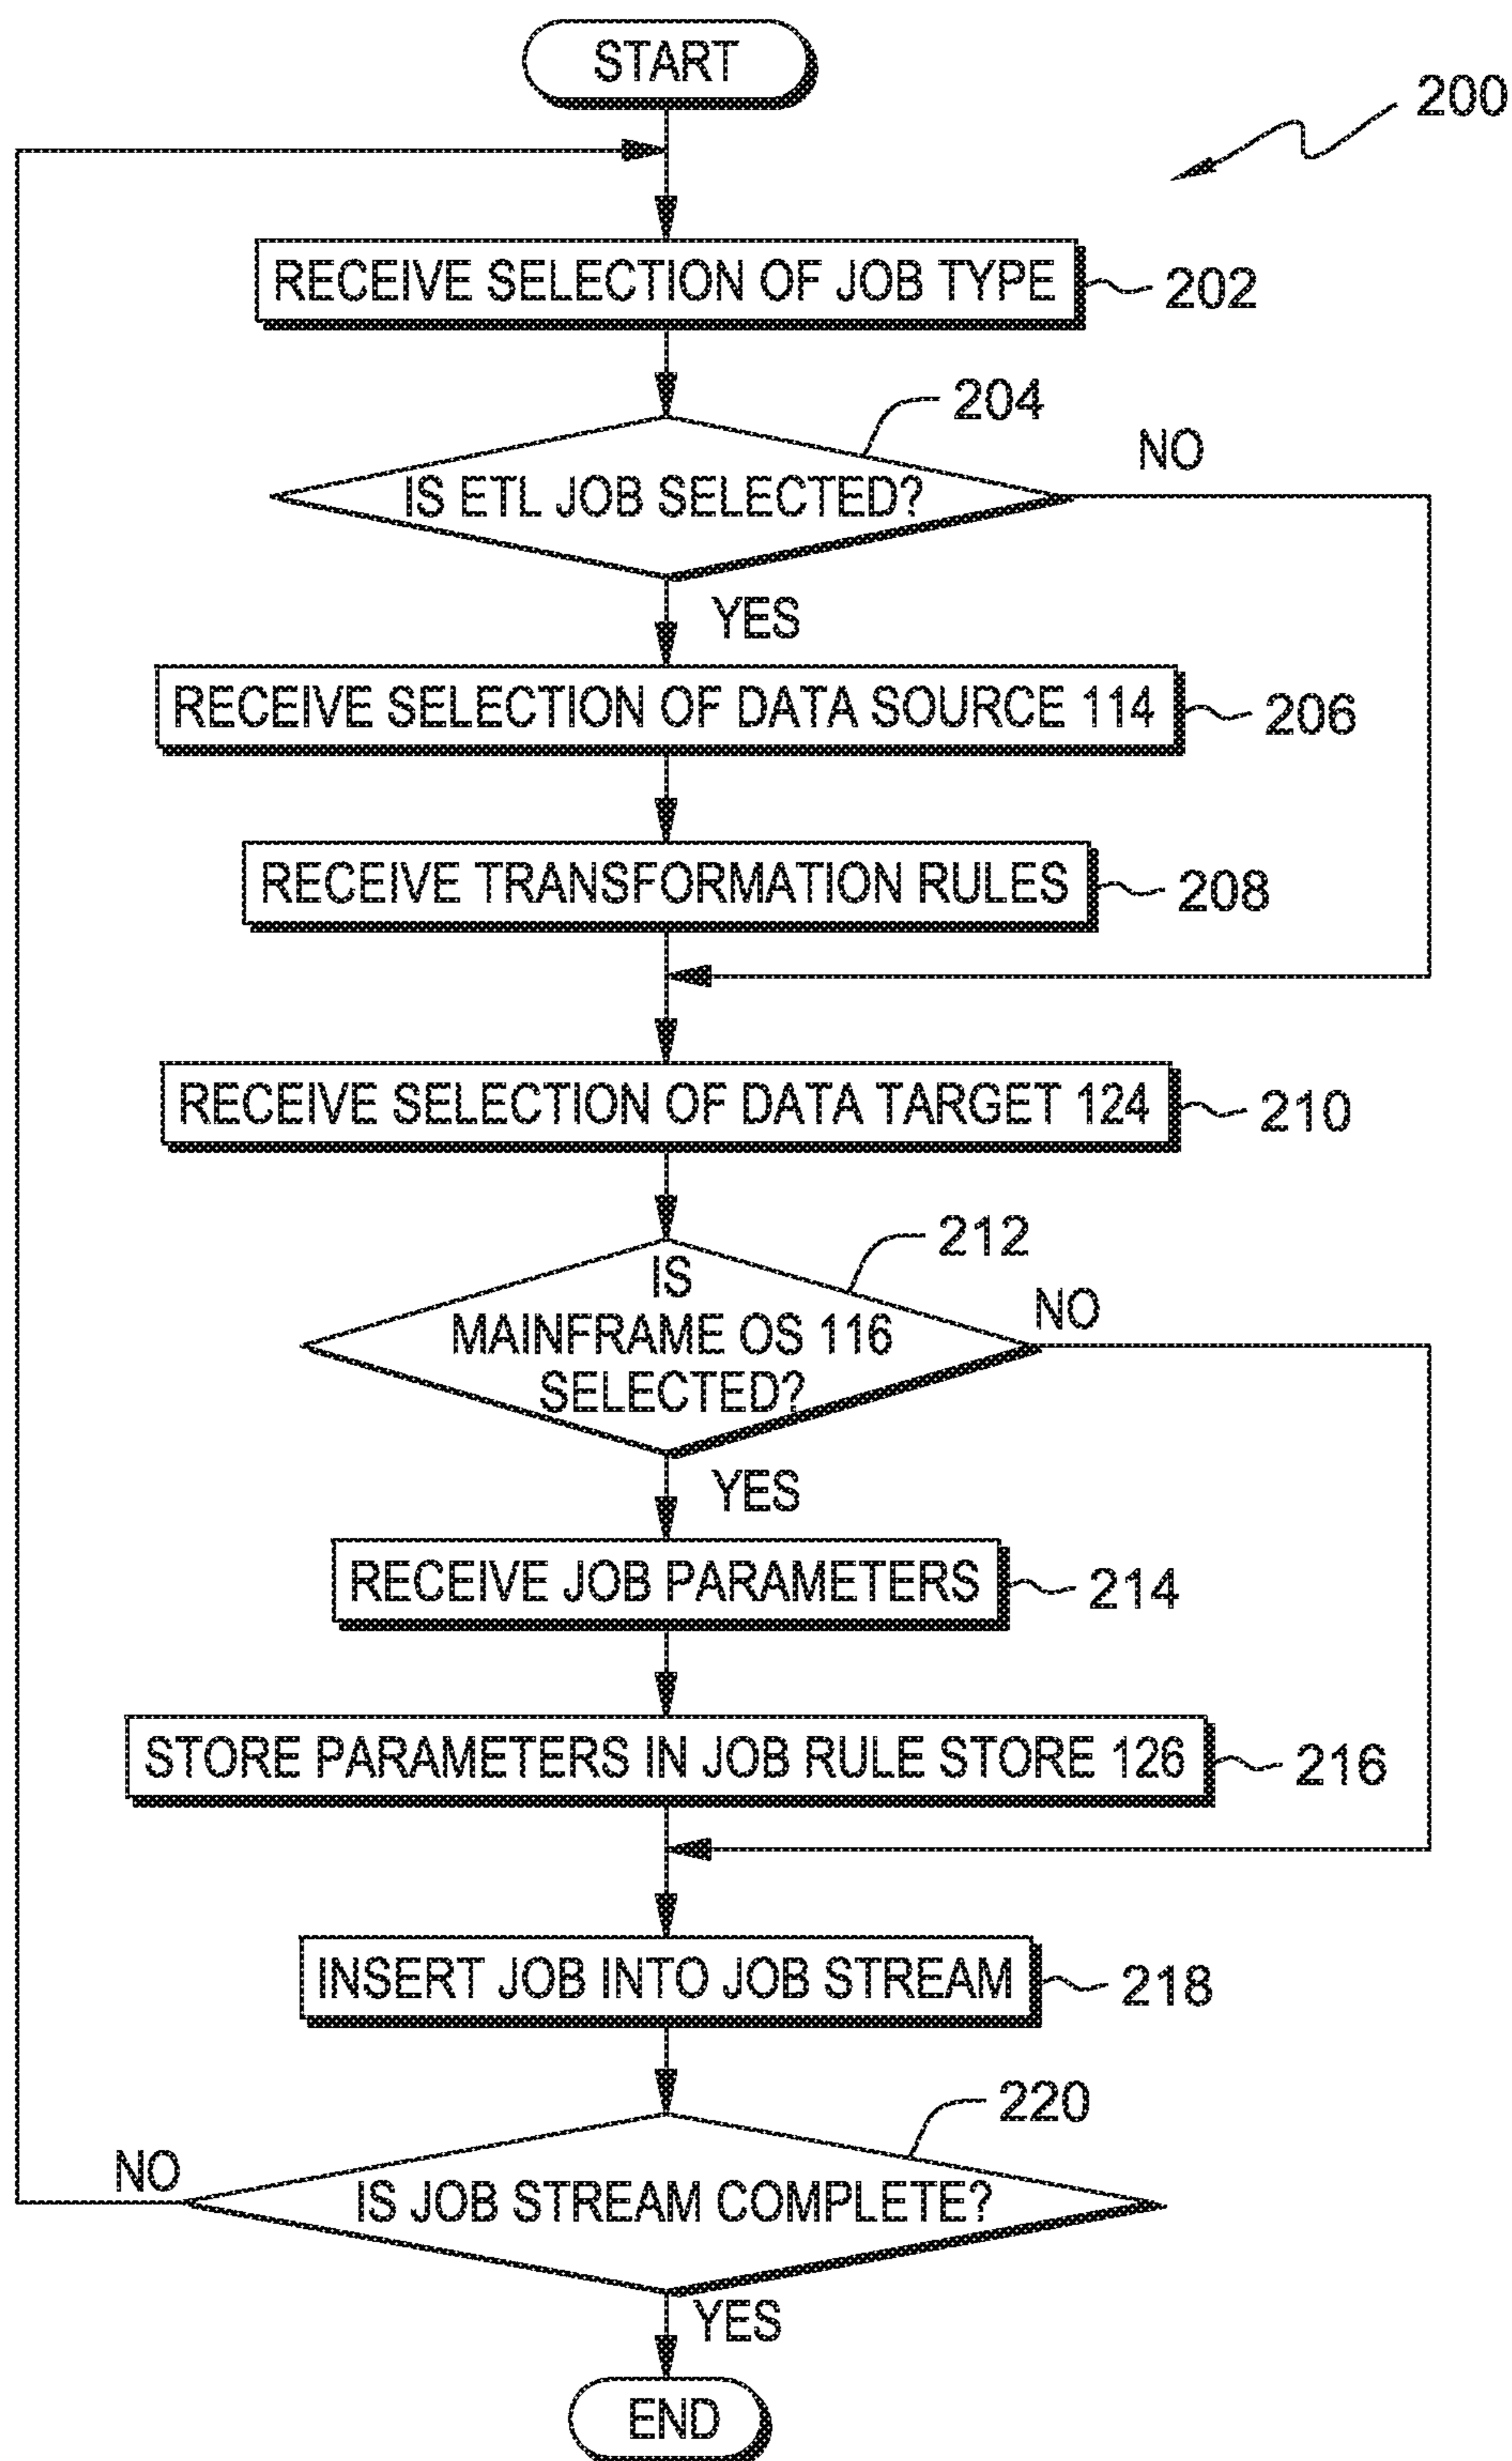 START
200
RECEIVE SELECTION OF JOB TYPE
202
204
NO
IS ETL JOB SELECTED?
YES
RECEIVE SELECTION OF DATA SOURCE 114
206
RECEIVE TRANSFORMATION RULES
208
RECEIVE SELECTION OF DATA TARGET 124
210
212
IS
MAINFRAME OS 116
SELECTED?
NO
YES
RECEIVE JOB PARAMETERS
214
STORE PARAMETERS IN JOB RULE STORE 126
216
INSERT JOB INTO JOB STREAM
218
220
NO
IS JOB STREAM COMPLETE?
YES
END